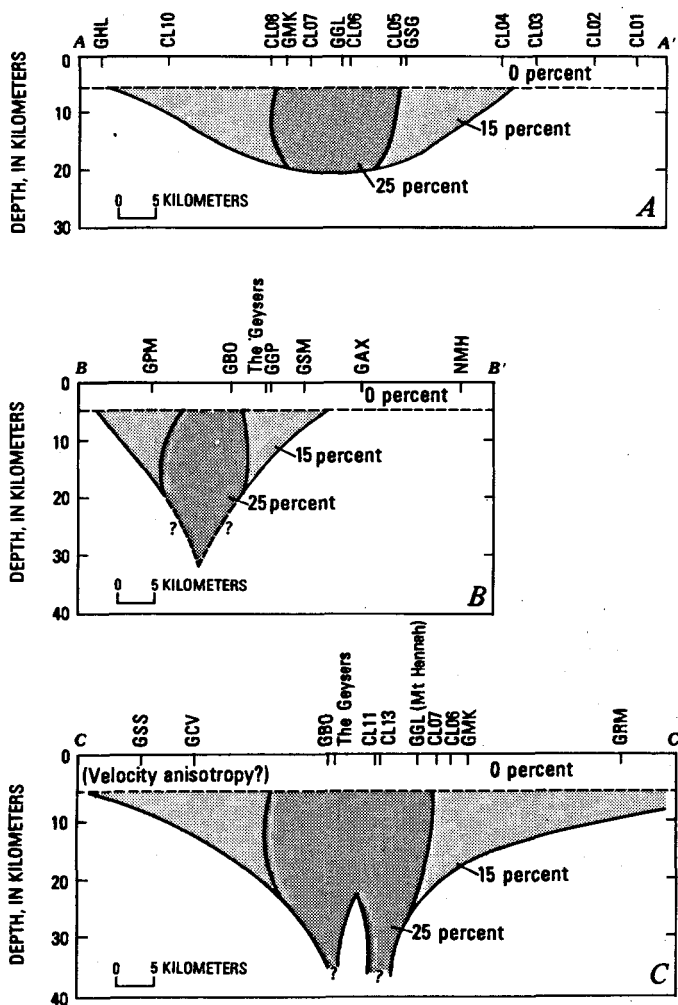 A GHL CL10 CL08 GMK CL07 GGL CL06 CL05 GSG CL04 CL03 CL02 CL01 A'
DEPTH, IN KILOMETERS
0
10
20
30
0 percent
15 percent
25 percent
0 5 KILOMETERS
A
B GPM GBO The Geysers GGP GSM GAX NMH B'
DEPTH, IN KILOMETERS
0
10
20
30
40
0 percent
15 percent
25 percent
? ?
0 5 KILOMETERS
B
C GSS GCV GBO The Geysers CL11 CL13 GGL (Mt Hannah) CL07 CL06 GMK GRM C
DEPTH, IN KILOMETERS
0
10
20
30
40
(Velocity anisotropy?)
0 percent
15 percent
25 percent
? ?
0 5 KILOMETERS
C